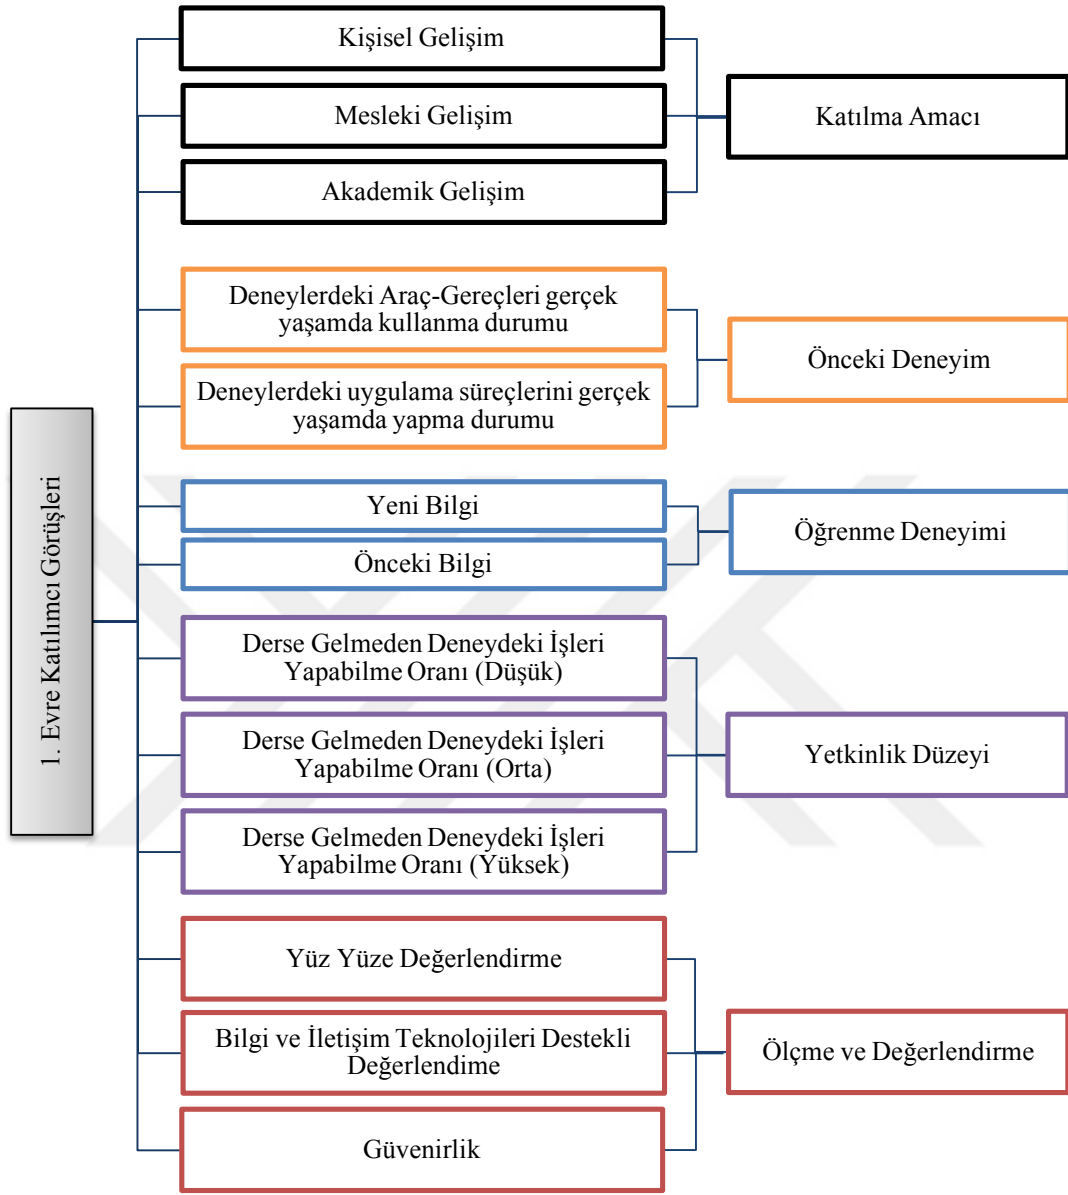 Kişisel Gelişim
Mesleki Gelişim
Akademik Gelişim
Katılma Amacı
Deneylerdeki Araç-Gereçleri gerçek
yaşamda kullanma durumu
Deneylerdeki uygulama süreçlerini gerçek
yaşamda yapma durumu
Önceki Deneyim
1. Evre Katılımcı Görüşleri
Yeni Bilgi
Önceki Bilgi
Öğrenme Deneyimi
Derse Gelmeden Deneydeki İşleri
Yapabilme Oranı (Düşük)
Derse Gelmeden Deneydeki İşleri
Yapabilme Oranı (Orta)
Derse Gelmeden Deneydeki İşleri
Yapabilme Oranı (Yüksek)
Yetkinlik Düzeyi
Yüz Yüze Değerlendirme
Bilgi ve İletişim Teknolojileri Destekli
Değerlendime
Güvenirlik
Ölçme ve Değerlendirme